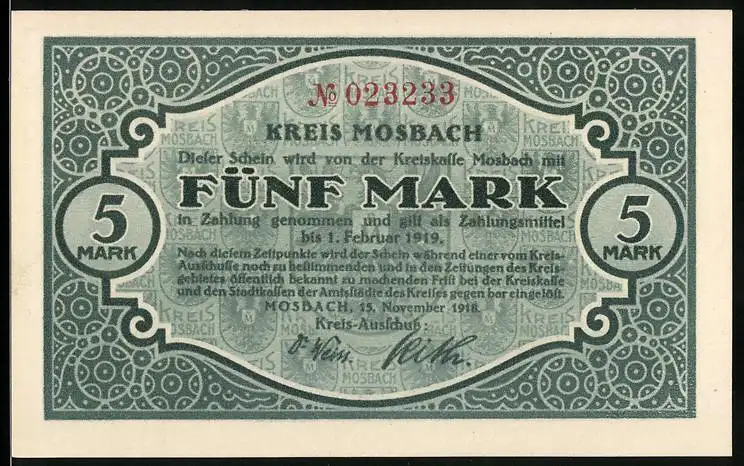 № 023233
KREIS MOSBACH
Dieser Schein wird von der Kreiskasse Mosbach mit
FÜNF MARK
in Zahlung genommen und gilt als Zahlungsmittel
bis 1. Februar 1919.
Nach diesem Zeitpunkte wird der Schein während einer vom Kreis-
Ausschusse noch zu bestimmenden und in den Zeitungen des Kreis-
gebietes öffentlich bekannt zu machenden Frist bei der Kreiskasse
und den Stadtkassen der Amtsstädte des Kreises gegen bar eingelöst.
MOSBACH, 15. November 1918.
Kreis-Ausschuß:
5
MARK
5
MARK
KREIS
MOSBACH